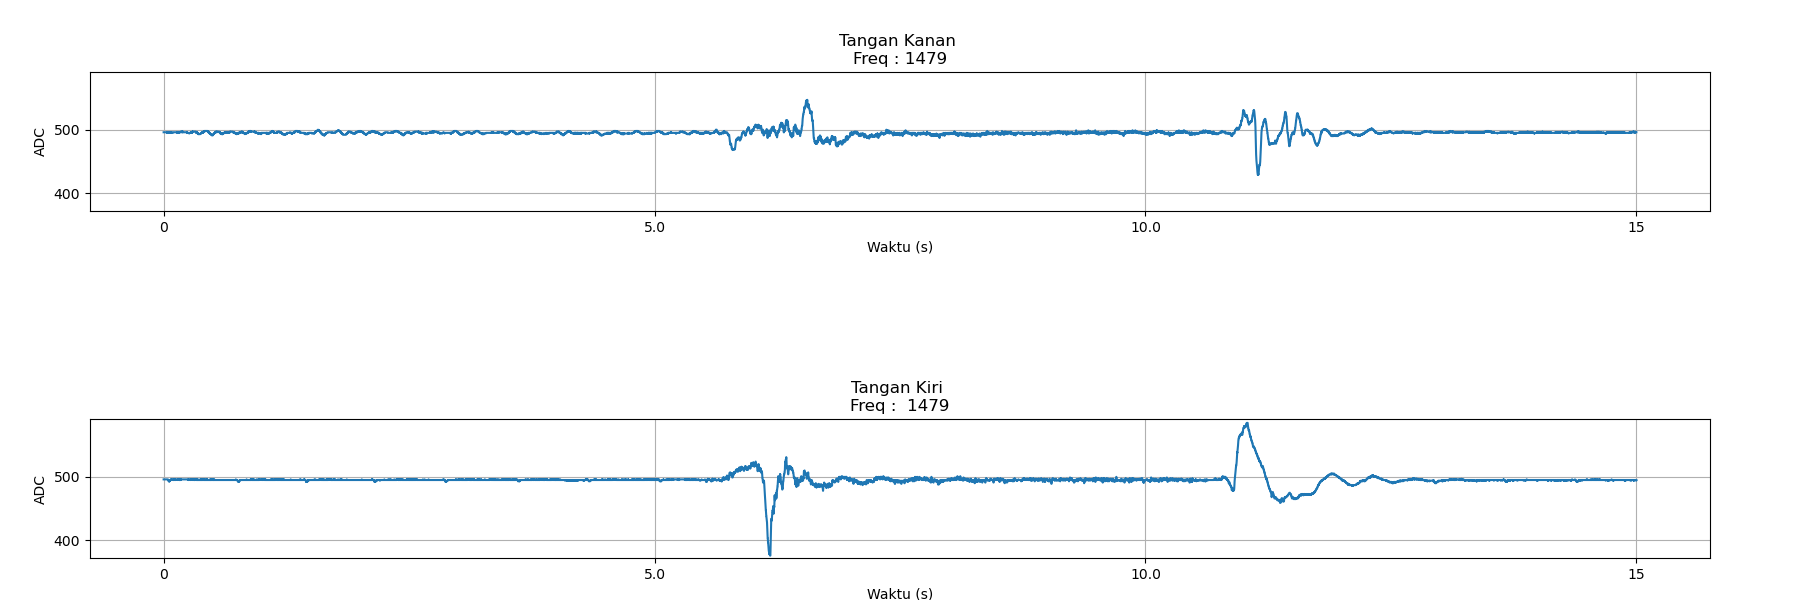 Tangan Kanan
Freq : 1479
ADC
500
400
0 5.0 10.0 15
Waktu (s)
Tangan Kiri
Freq :  1479
ADC
500
400
0 5.0 10.0 15
Waktu (s)